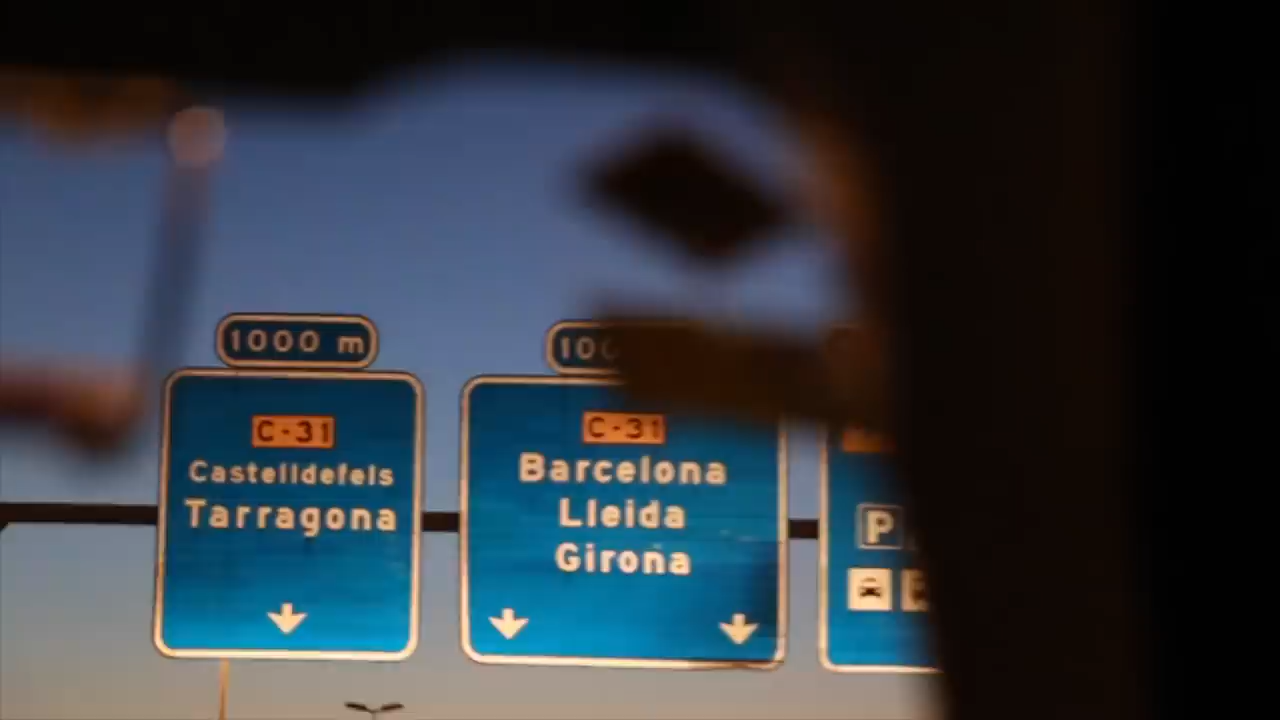 1000 m
C-31
Castelldefels
Tarragona
C-31
Barcelona
Lleida
Girona
P